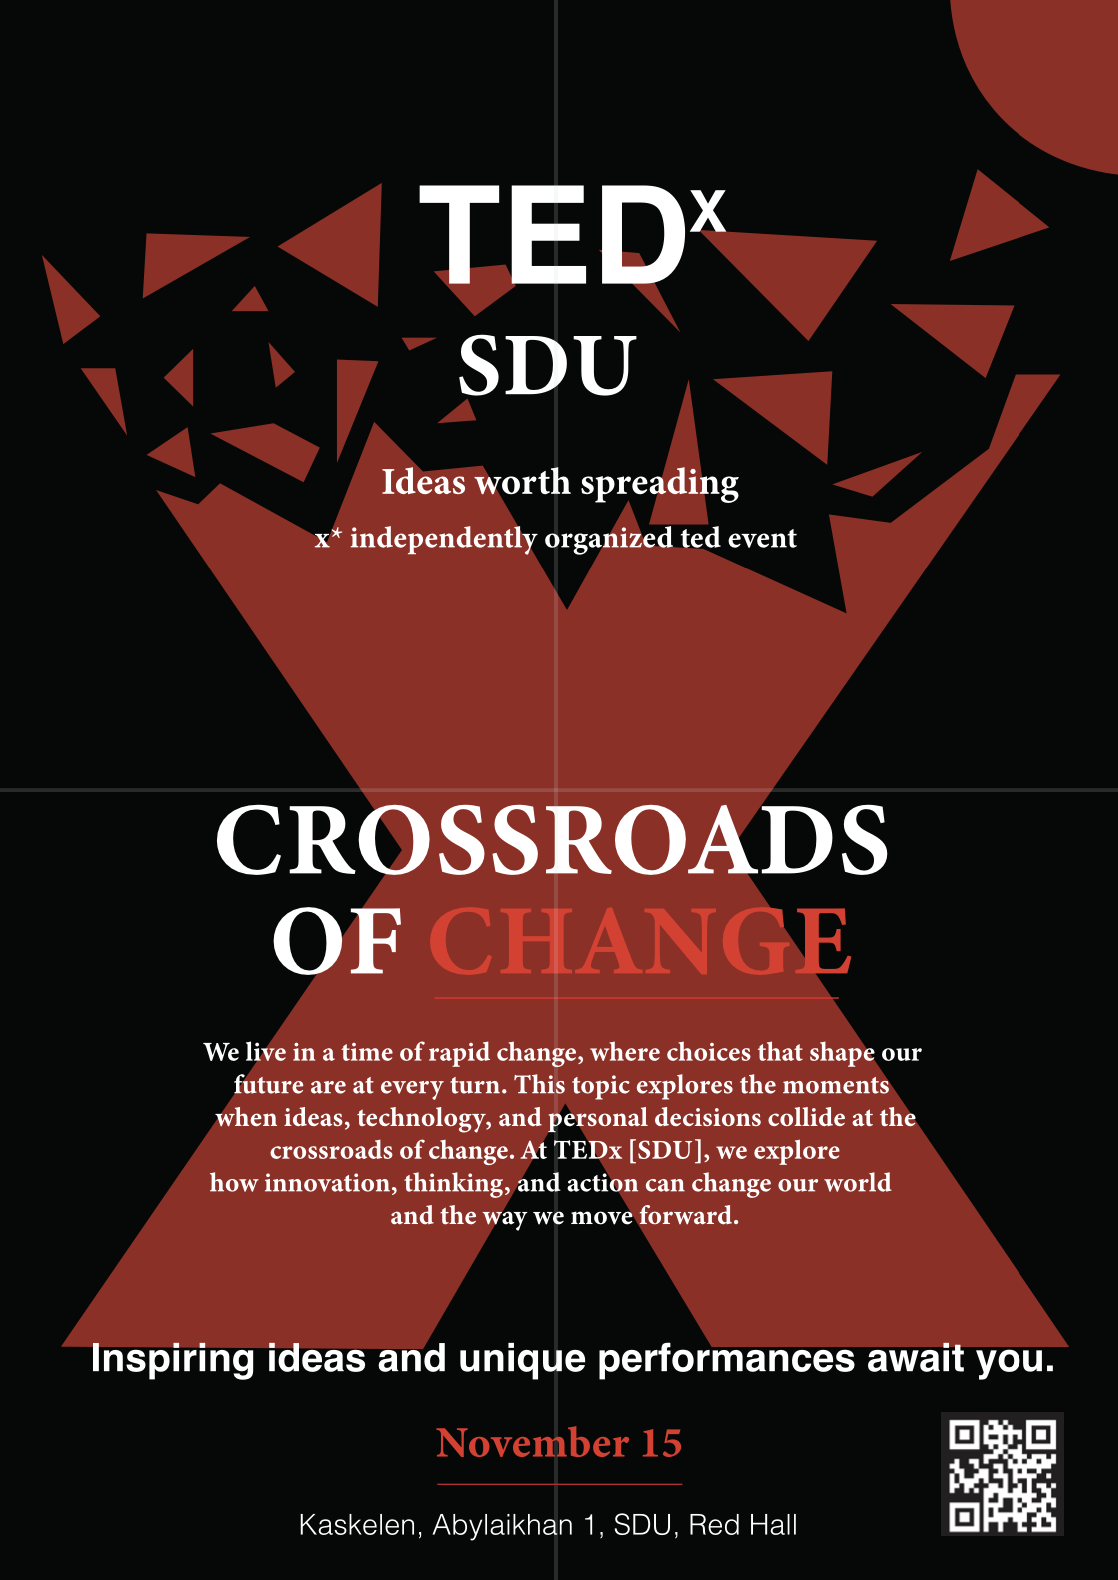 TEDx
SDU
Ideas worth spreading
x* independently organized ted event
CROSSROADS
OF CHANGE
We live in a time of rapid change, where choices that shape our
future are at every turn. This topic explores the moments
when ideas, technology, and personal decisions collide at the
crossroads of change. At TEDx [SDU], we explore
how innovation, thinking, and action can change our world
and the way we move forward.
Inspiring ideas and unique performances await you.
November 15
Kaskelen, Abylaikhan 1, SDU, Red Hall